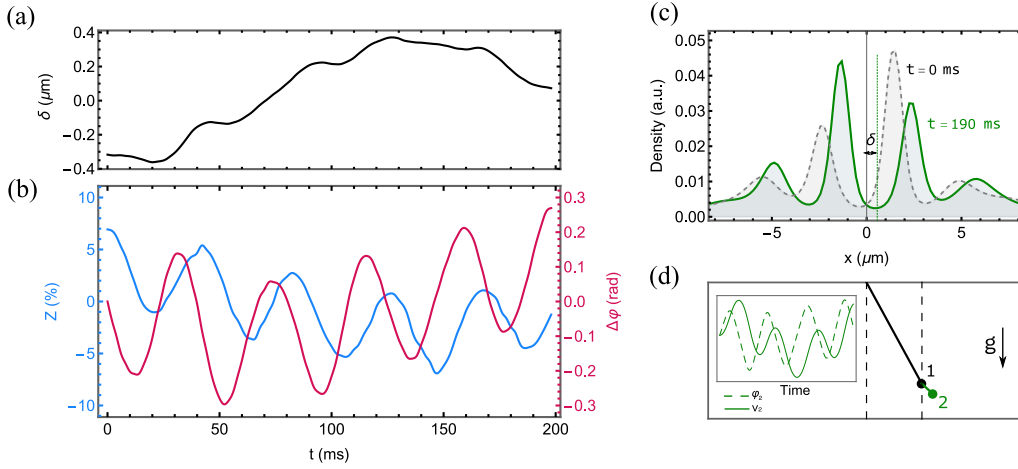 (a)
0.4
0.2
0.0
−0.2
−0.4
δ (μm)
(b)
10
5
0
−5
−10
Z (%)
0.3
0.2
0.1
0.0
−0.1
−0.2
−0.3
Δφ (rad)
0
50
100
150
200
t (ms)
(c)
0.05
0.04
0.03
0.02
0.01
0.00
Density (a.u.)
t = 0 ms
t = 190 ms
δ
−5
0
5
x (μm)
(d)
Time
φ₂
v₂
1
2
g